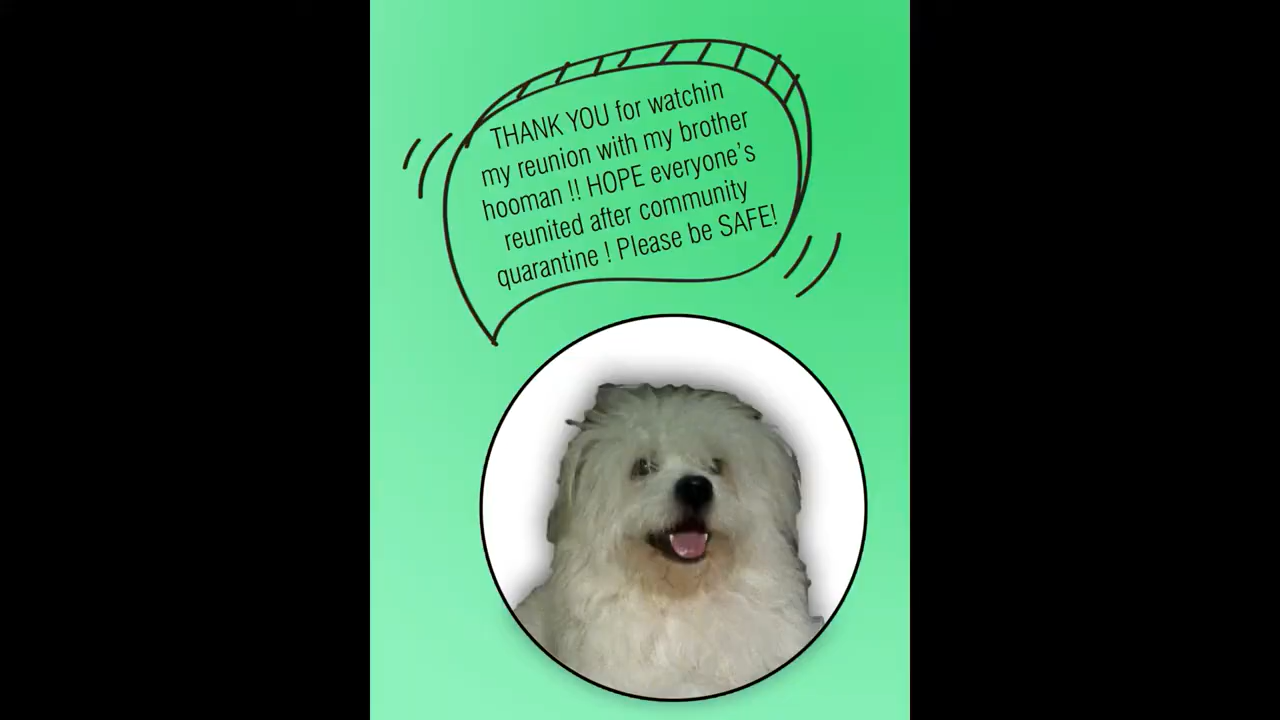 THANK YOU for watchin
my reunion with my brother
hooman !! HOPE everyone's
reunited after community
quarantine ! Please be SAFE!